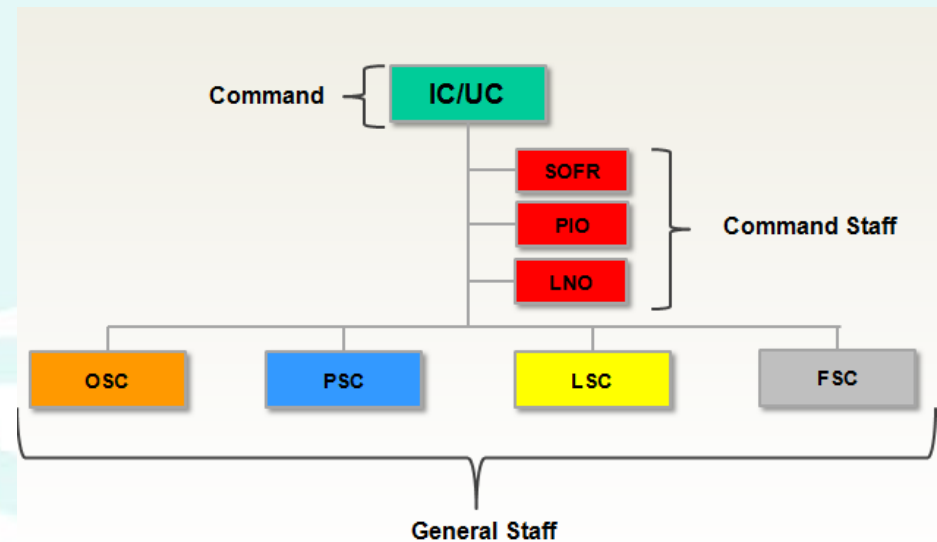 Command
IC/UC
SOFR
PIO
Command Staff
LNO
OSC
PSC
LSC
FSC
General Staff